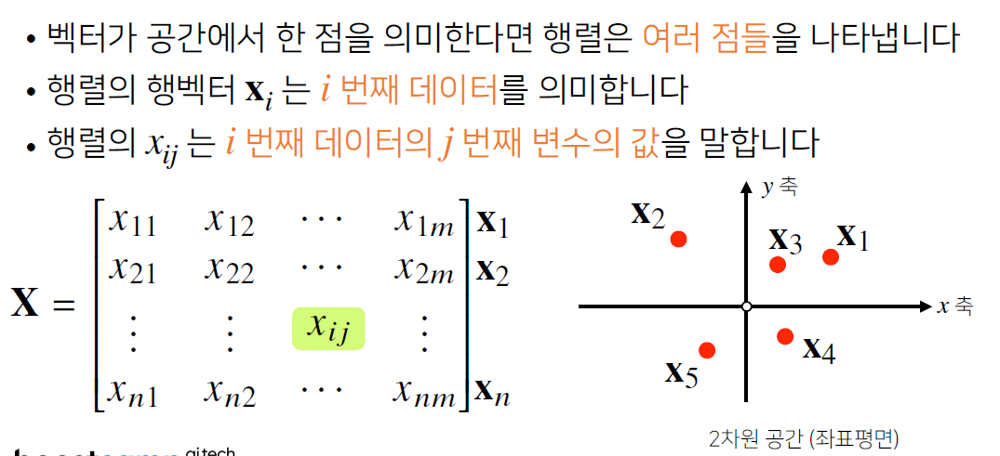 • 벡터가 공간에서 한 점을 의미한다면 행렬은 여러 점들을 나타냅니다
• 행렬의 행벡터 𝐱ᵢ 는 i 번째 데이터를 의미합니다
• 행렬의 xᵢⱼ 는 i 번째 데이터의 j 번째 변수의 값을 말합니다
X =
x11 x12 ⋯ x1m x1
x21 x22 ⋯ x2m x2
⋮ ⋮ xij ⋮
xn1 xn2 ⋯ xnm xn
y 축
x2
x3
x1
x 축
x4
x5
2차원 공간 (좌표평면)